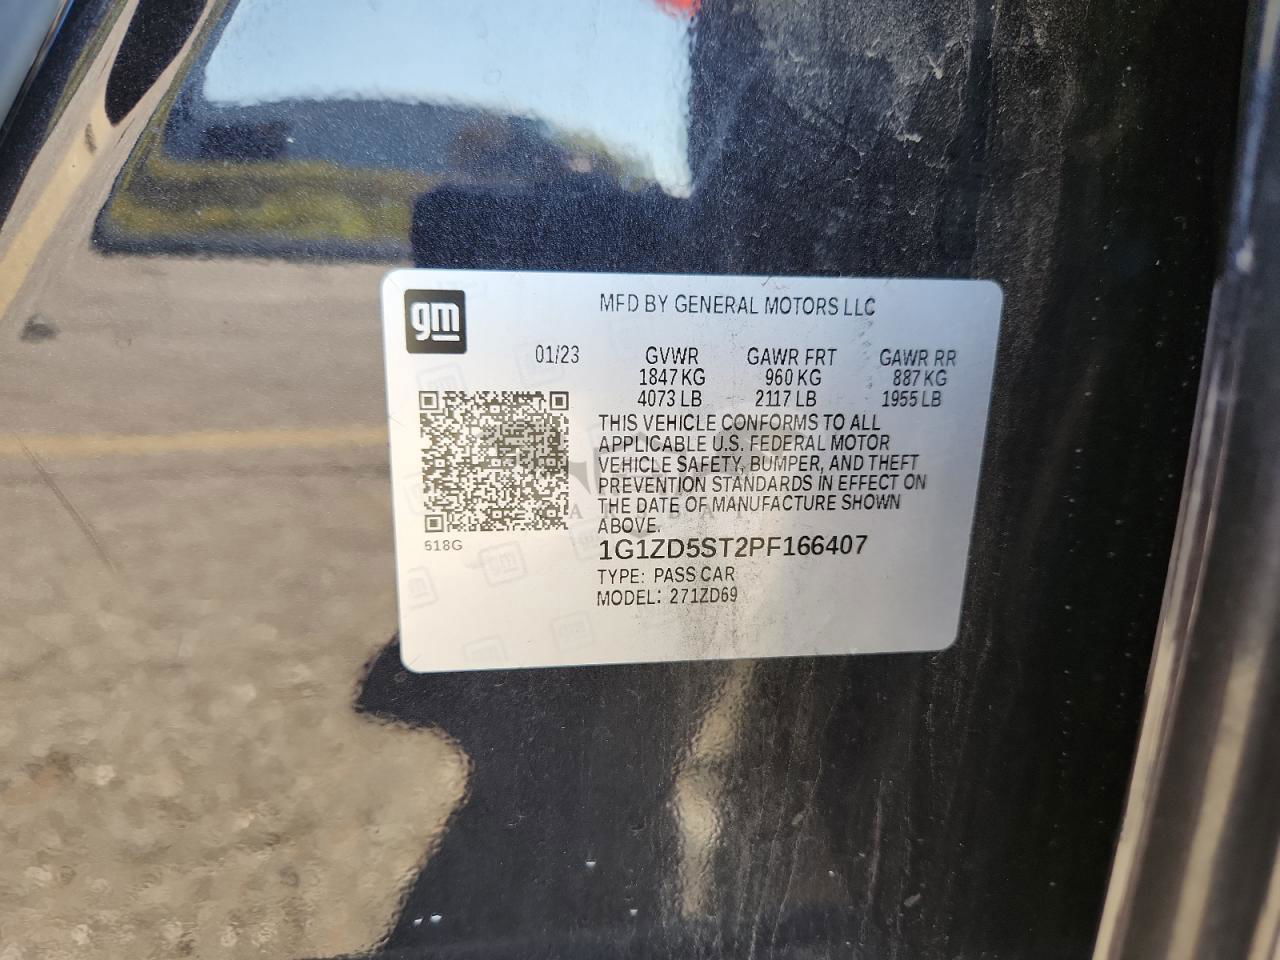 gm
MFD BY GENERAL MOTORS LLC
01/23 GVWR GAWR FRT GAWR RR
1847 KG 960 KG 887 KG
4073 LB 2117 LB 1955 LB
THIS VEHICLE CONFORMS TO ALL
APPLICABLE U.S. FEDERAL MOTOR
VEHICLE SAFETY, BUMPER, AND THEFT
PREVENTION STANDARDS IN EFFECT ON
THE DATE OF MANUFACTURE SHOWN
ABOVE.
618G
1G1ZD5ST2PF166407
TYPE: PASS CAR
MODEL: 271ZD69